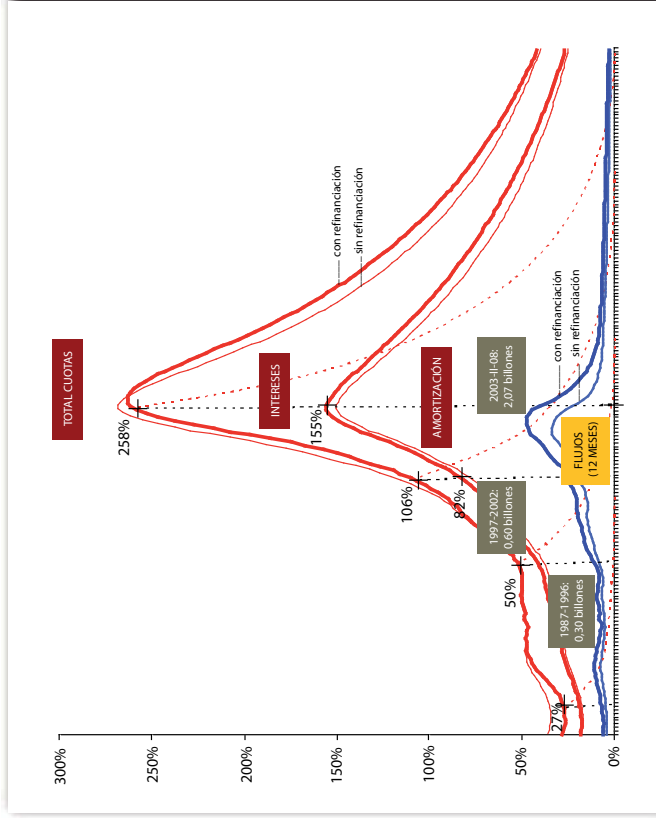 TOTAL CUOTAS
INTERESES
AMORTIZACIÓN
con refinanciación
sin refinanciación
258%
155%
106%
82%
50%
27%
2003-II-08:
2,07 billones
1997-2002:
0,60 billones
1987-1996:
0,30 billones
FLUJOS
(12 MESES)
con refinanciación
sin refinanciación
300%
250%
200%
150%
100%
50%
0%